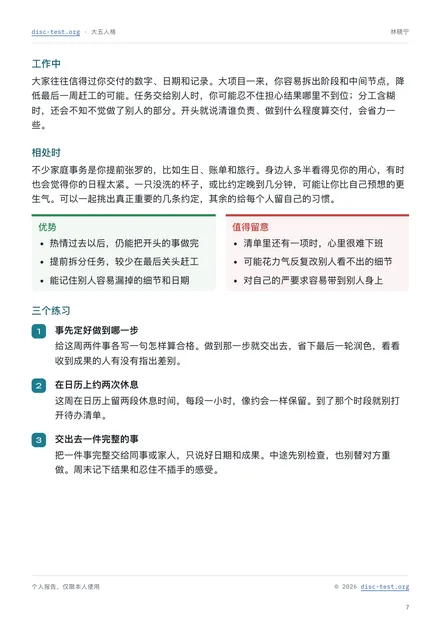 disc-test.org · 大五人格
林晓宁
工作中
大家往往信得过你交付的数字、日期和记录。大项目一来，你容易拆出阶段和中间节点，降
低最后一周赶工的可能。任务交给别人时，你可能忍不住担心结果哪里不到位；分工含糊
时，还会不知不觉做了别人的部分。开头就说清谁负责、做到什么程度算交付，会省力一
些。
相处时
不少家庭事务是你提前张罗的，比如生日、账单和旅行。身边人多半看得见你的用心，有时
也会觉得你的日程太紧。一只没洗的杯子，或比约定晚到几分钟，可能让你比自己预想的更
生气。可以一起挑出真正重要的几条约定，其余的给每个人留自己的习惯。
优势
• 热情过去以后，仍能把开头的事做完
• 提前拆分任务，较少在最后关头赶工
• 能记住别人容易漏掉的细节和日期
值得留意
• 清单里还有一项时，心里很难下班
• 可能花力气反复改别人看不出的细节
• 对自己的严要求容易带到别人身上
三个练习
1 事先定好做到哪一步
给这周两件事各写一句怎样算合格。做到那一步就交出去，省下最后一轮润色，看看
收到成果的人有没有指出差别。
2 在日历上约两次休息
这周在日历上留两段休息时间，每段一小时，像约会一样保留。到了那个时段就别打
开待办清单。
3 交出去一件完整的事
把一件事完整交给同事或家人，只说好日期和成果。中途先别检查，也别替对方重
做。周末记下结果和忍住不插手的感受。
个人报告，仅限本人使用
© 2026 disc-test.org
7